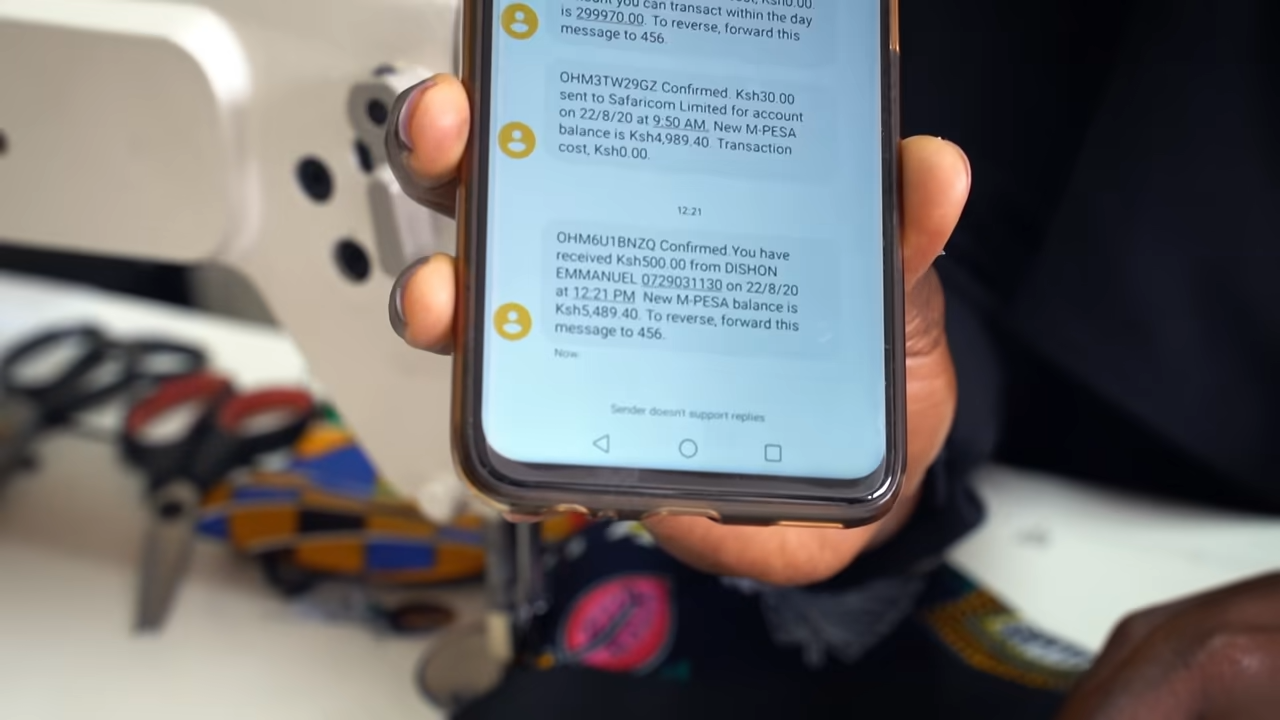 you can transact within the day
is 299970.00. To reverse, forward this
message to 456.
OHM3TW29GZ Confirmed. Ksh30.00
sent to Safaricom Limited for account
on 22/8/20 at 9:50 AM. New M-PESA
balance is Ksh4,989.40. Transaction
cost, Ksh0.00.
12:21
OHM6U1BNZQ Confirmed.You have
received Ksh500.00 from DISHON
EMMANUEL 0729031130 on 22/8/20
at 12:21 PM New M-PESA balance is
Ksh5,489.40. To reverse, forward this
message to 456.
Now
Sender doesn't support replies